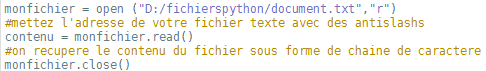 monfichier = open ("D:/fichierspython/document.txt","r")
#mettez l'adresse de votre fichier texte avec des antislashs
contenu = monfichier.read()
#on recupere le contenu du fichier sous forme de chaine de caractere
monfichier.close()